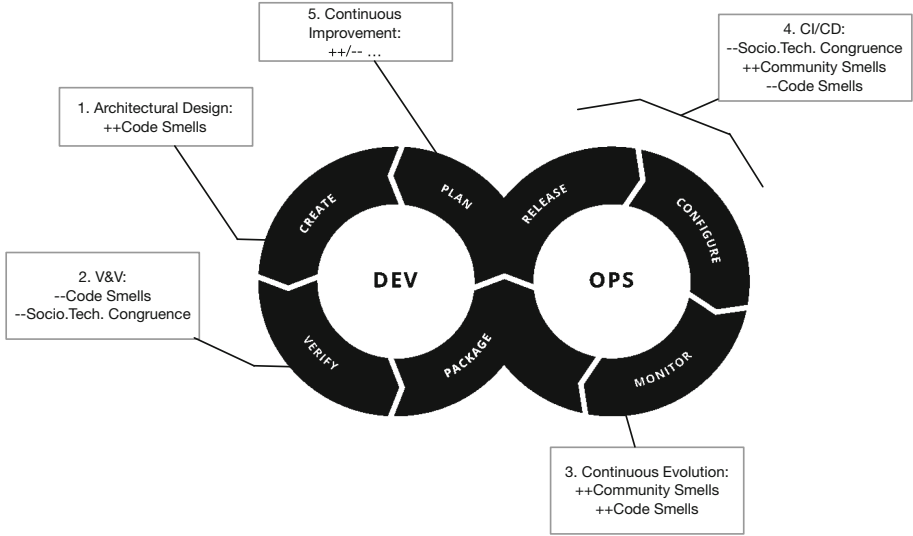 5. Continuous
Improvement:
++/-- ...
4. CI/CD:
--Socio.Tech. Congruence
++Community Smells
--Code Smells
1. Architectural Design:
++Code Smells
CREATE
PLAN
RELEASE
CONFIGURE
DEV
OPS
2. V&V:
--Code Smells
--Socio.Tech. Congruence
VERIFY
PACKAGE
MONITOR
3. Continuous Evolution:
++Community Smells
++Code Smells